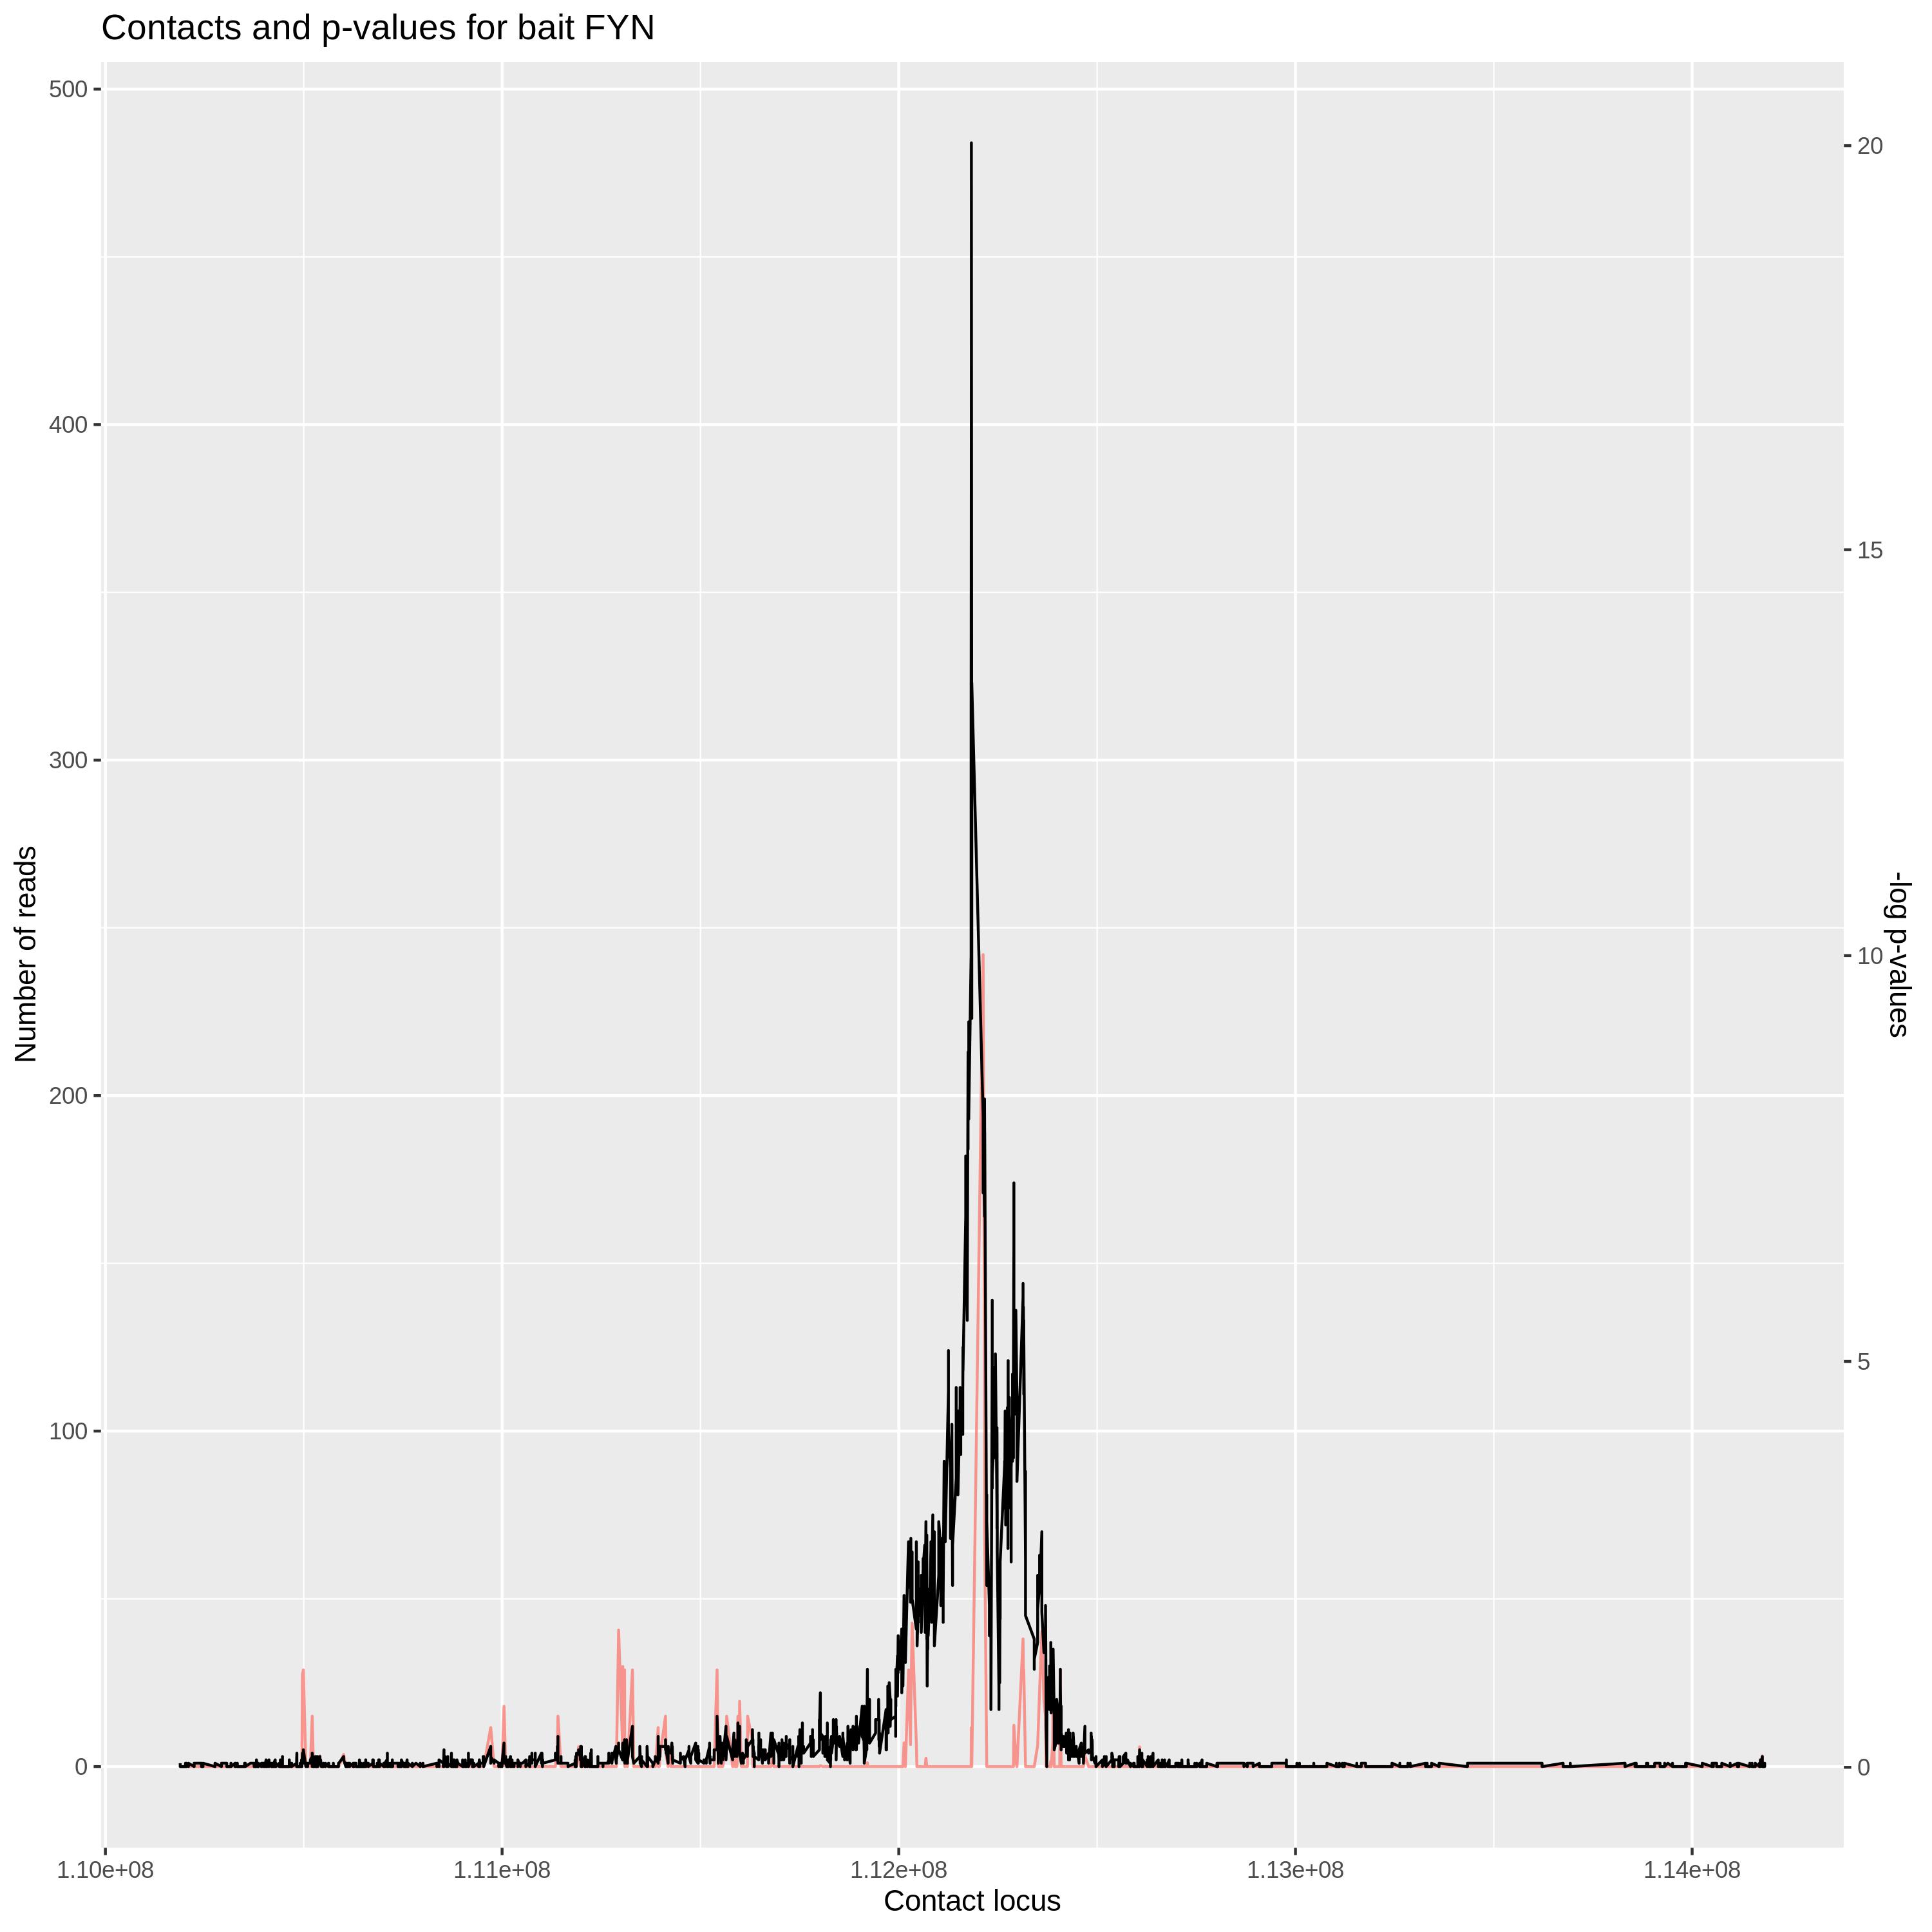 Contacts and p-values for bait FYN
500
400
300
200
100
0
Number of reads
20
15
10
5
0
-log p-values
1.10e+08
1.11e+08
1.12e+08
1.13e+08
1.14e+08
Contact locus